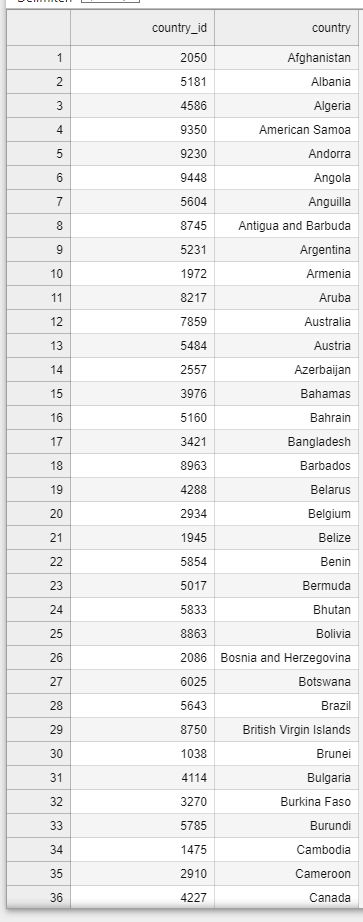 country_id country
1 2050 Afghanistan
2 5181 Albania
3 4586 Algeria
4 9350 American Samoa
5 9230 Andorra
6 9448 Angola
7 5604 Anguilla
8 8745 Antigua and Barbuda
9 5231 Argentina
10 1972 Armenia
11 8217 Aruba
12 7859 Australia
13 5484 Austria
14 2557 Azerbaijan
15 3976 Bahamas
16 5160 Bahrain
17 3421 Bangladesh
18 8963 Barbados
19 4288 Belarus
20 2934 Belgium
21 1945 Belize
22 5854 Benin
23 5017 Bermuda
24 5833 Bhutan
25 8863 Bolivia
26 2086 Bosnia and Herzegovina
27 6025 Botswana
28 5643 Brazil
29 8750 British Virgin Islands
30 1038 Brunei
31 4114 Bulgaria
32 3270 Burkina Faso
33 5785 Burundi
34 1475 Cambodia
35 2910 Cameroon
36 4227 Canada